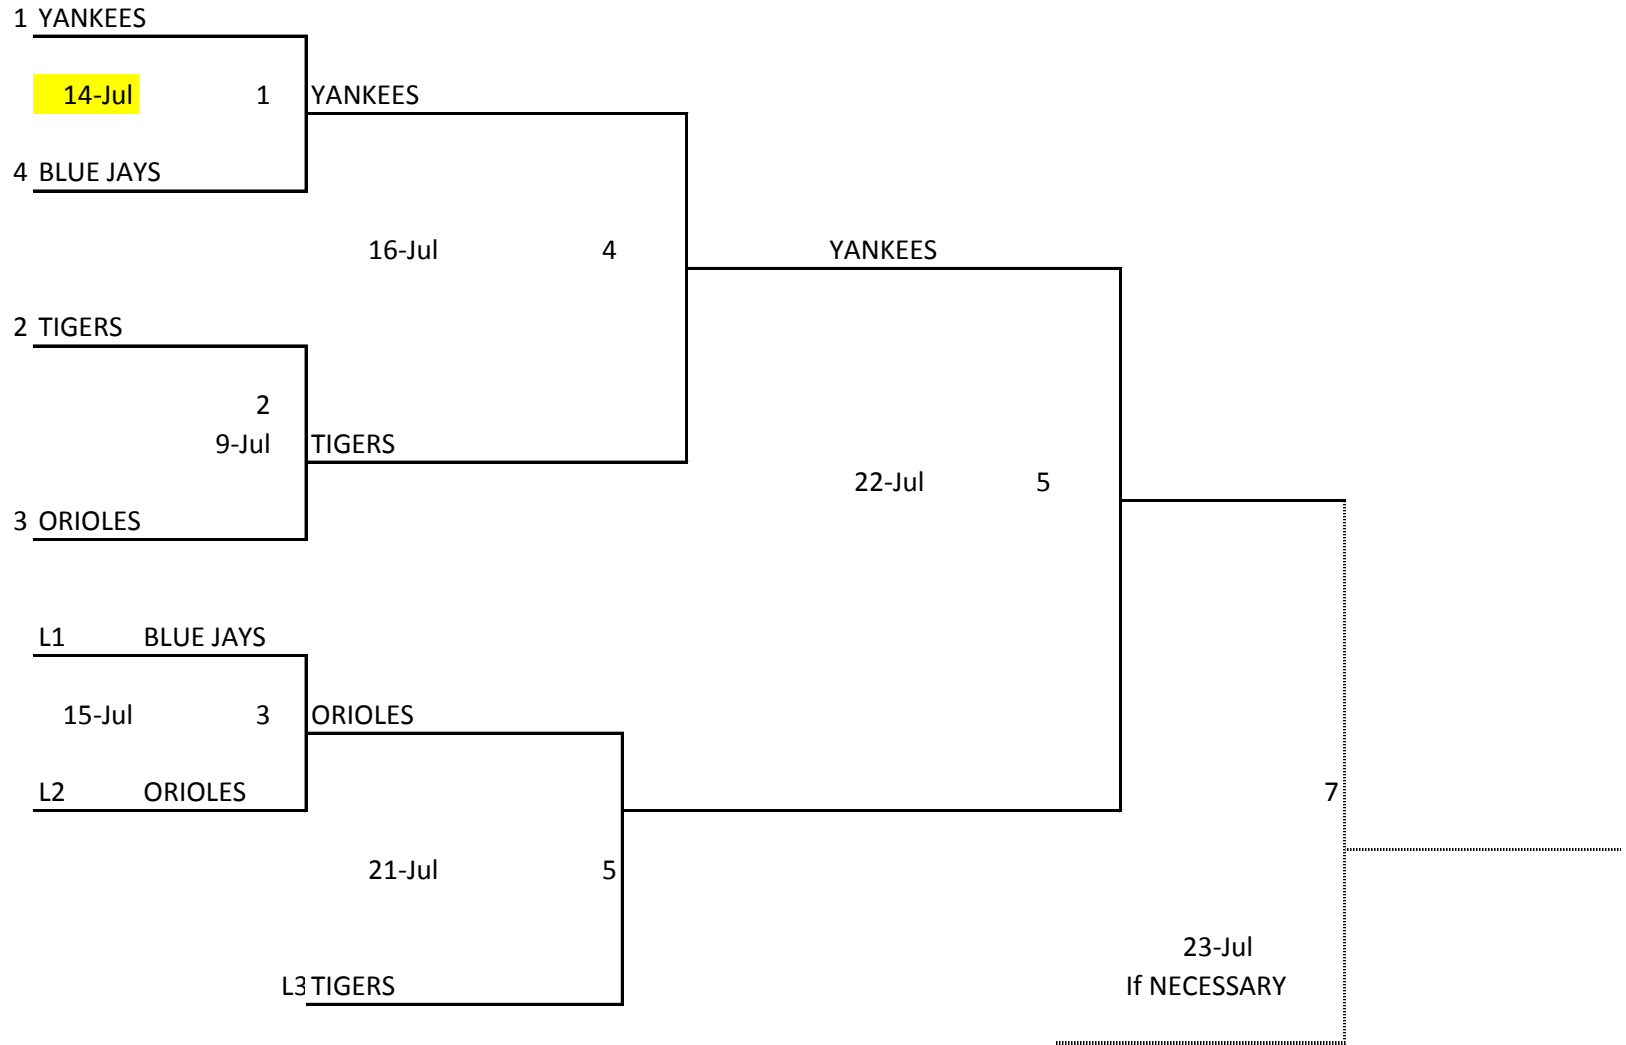 1 YANKEES
14-Jul 1 YANKEES
4 BLUE JAYS
16-Jul 4 YANKEES
2 TIGERS
2
9-Jul TIGERS
22-Jul 5
3 ORIOLES
L1 BLUE JAYS
15-Jul 3 ORIOLES
L2 ORIOLES 7
21-Jul 5
23-Jul
L3 TIGERS If NECESSARY